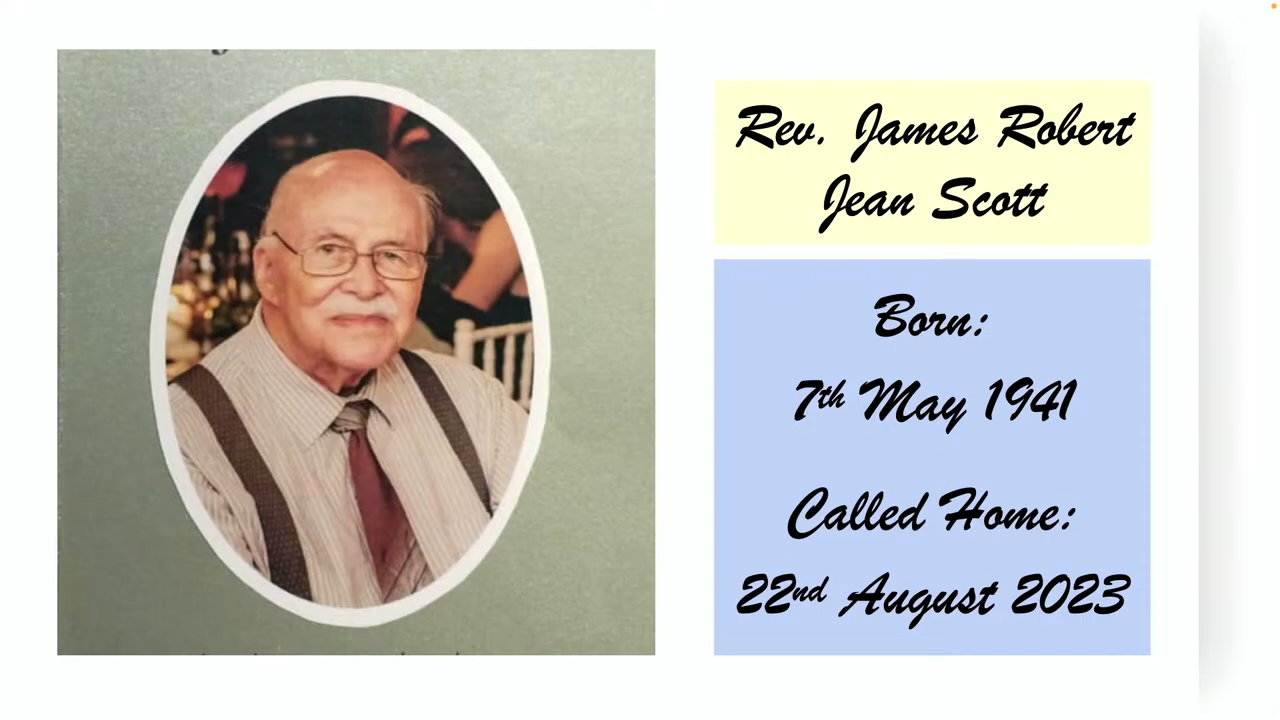 Rev. James Robert
Jean Scott
Born:
7th May 1941
Called Home:
22nd August 2023